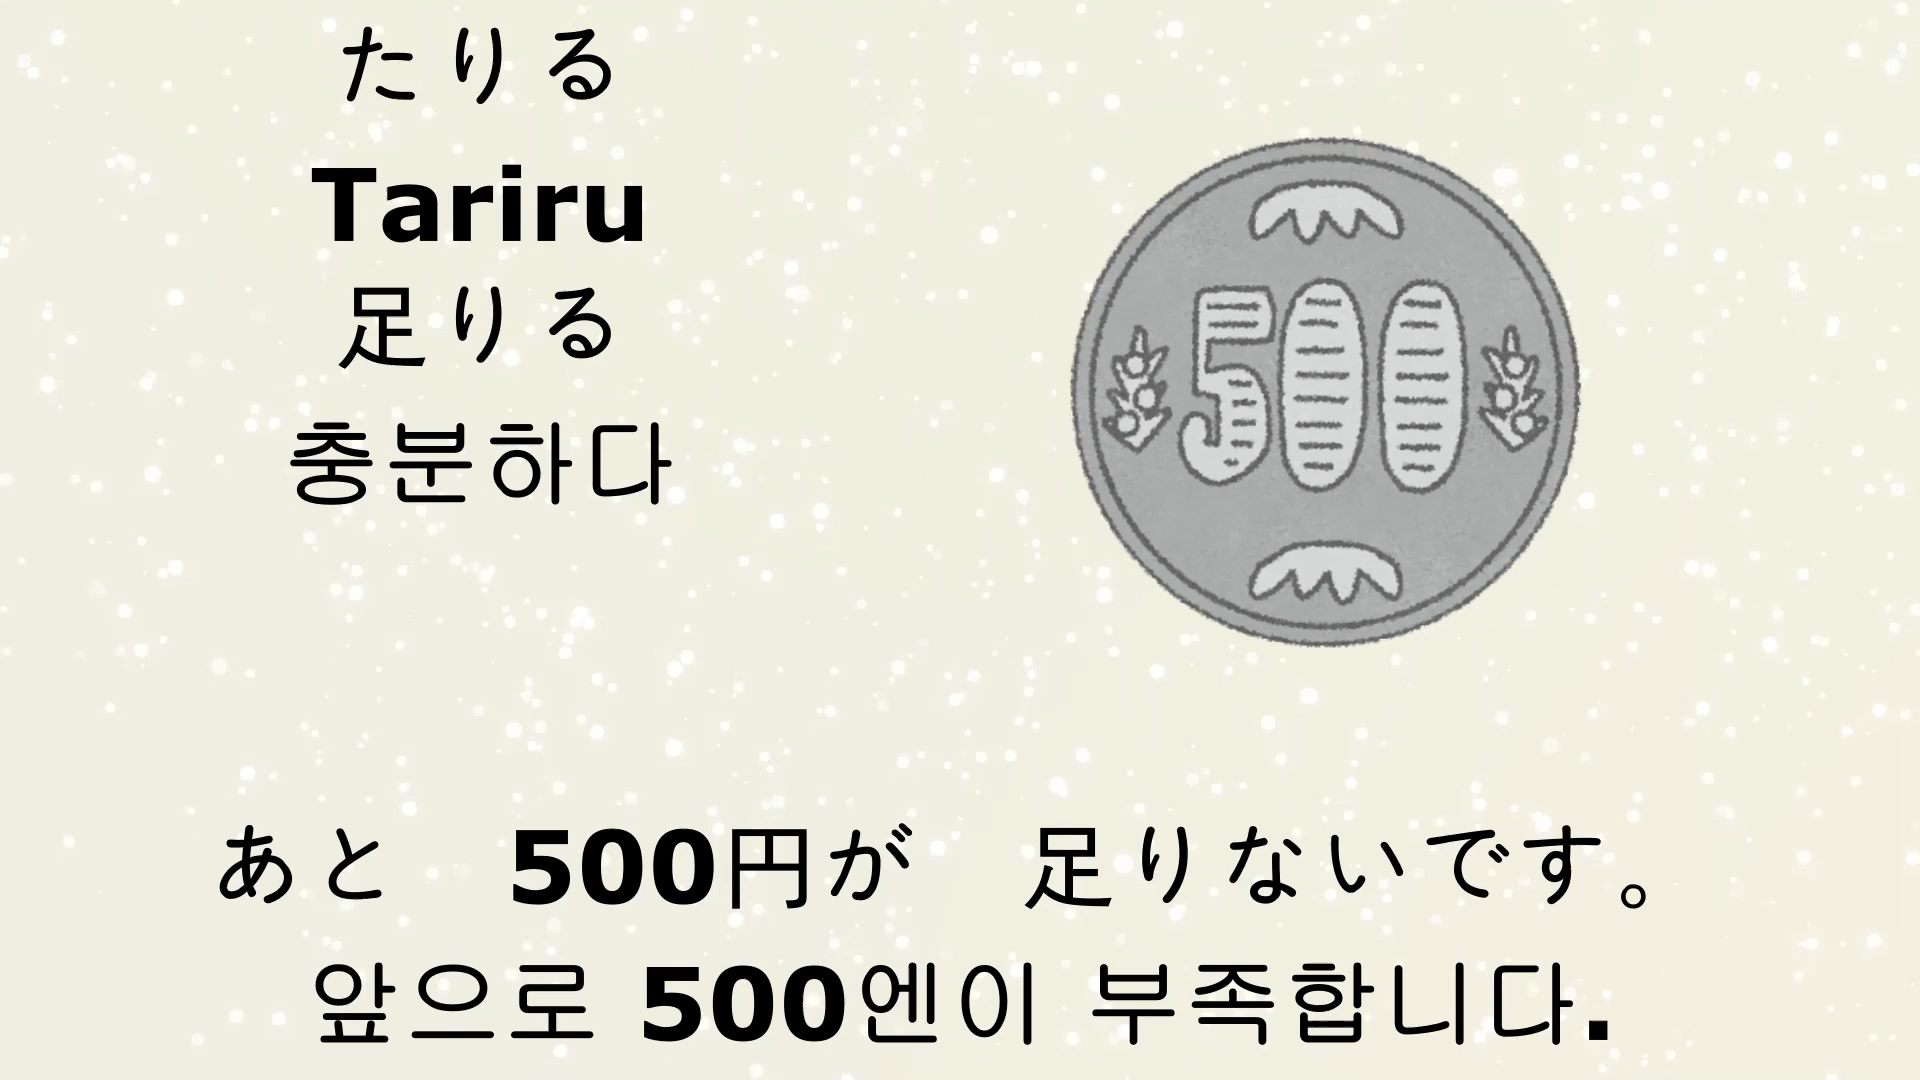 たりる
Tariru
足りる
충분하다
500
あと　500円が　足りないです。
앞으로 500엔이 부족합니다.